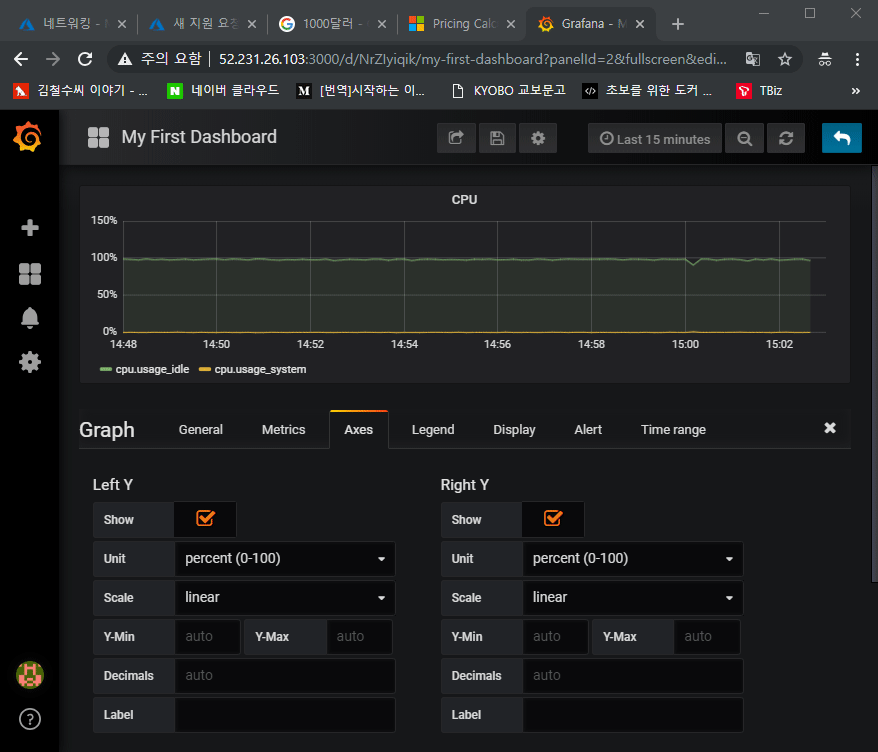 네트워킹 - 새 지원 요 1000달러 - Pricing Calc Grafana - M
주의 요함 52.231.26.103:3000/d/NrZIyiqik/my-first-dashboard?panelId=2&fullscreen&edi...
김철수씨 이야기 - ... 네이버 클라우드 [번역]시작하는 이... KYOBO 교보문고 초보를 위한 도커 ... TBiz »
My First Dashboard Last 15 minutes
CPU
150%
100%
50%
0%
14:48 14:50 14:52 14:54 14:56 14:58 15:00 15:02
cpu.usage_idle cpu.usage_system
Graph General Metrics Axes Legend Display Alert Time range
Left Y Right Y
Show Show
Unit percent (0-100) Unit percent (0-100)
Scale linear Scale linear
Y-Min auto Y-Max auto Y-Min auto Y-Max auto
Decimals auto Decimals auto
Label Label